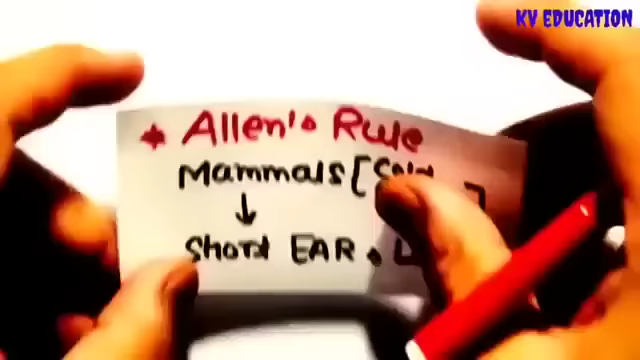 KV EDUCATION
* Allen's Rule
Mammals [
↓
Short EAR